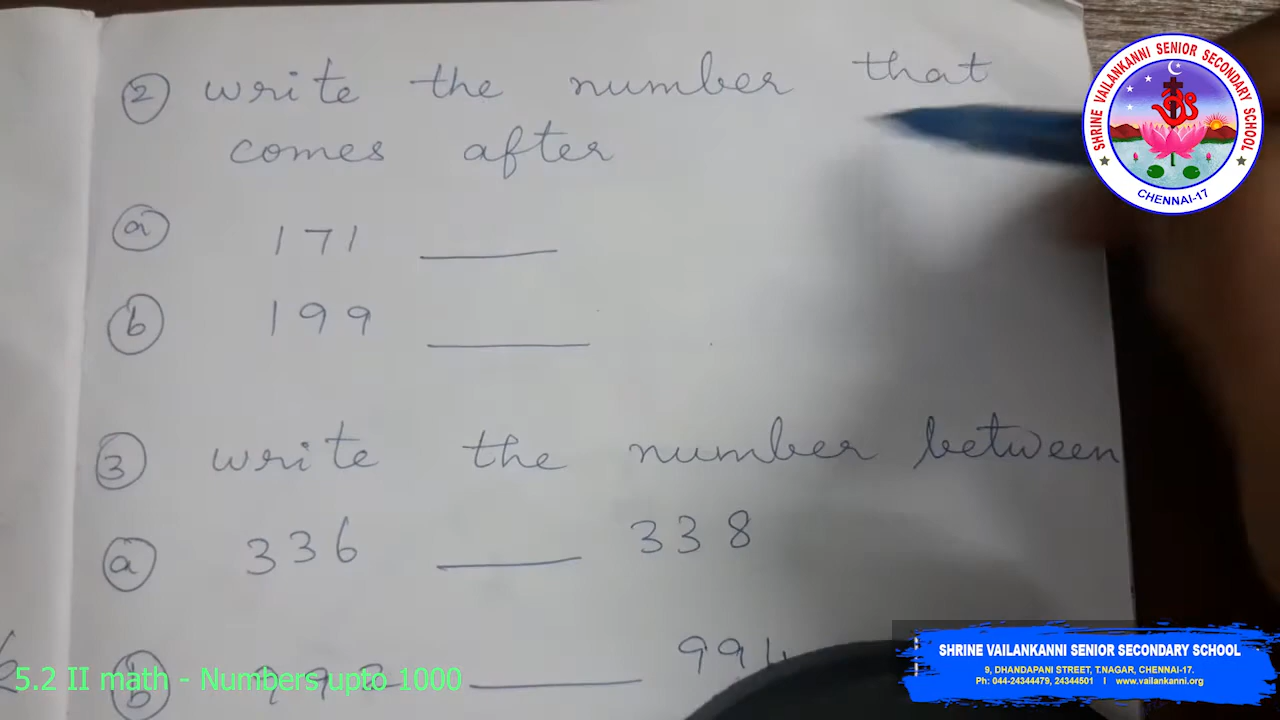 2 write the number that
comes after
a 171 ____
b 199 ____
3 write the number between
a 336 ____ 338
b ____ 994
5.2 II math - Numbers upto 1000
SHRINE VAILANKANNI SENIOR SECONDARY SCHOOL
CHENNAI-17
SHRINE VAILANKANNI SENIOR SECONDARY SCHOOL
9, DHANDAPANI STREET, T.NAGAR, CHENNAI-17.
Ph: 044-24344479, 24344501 I www.vailankanni.org